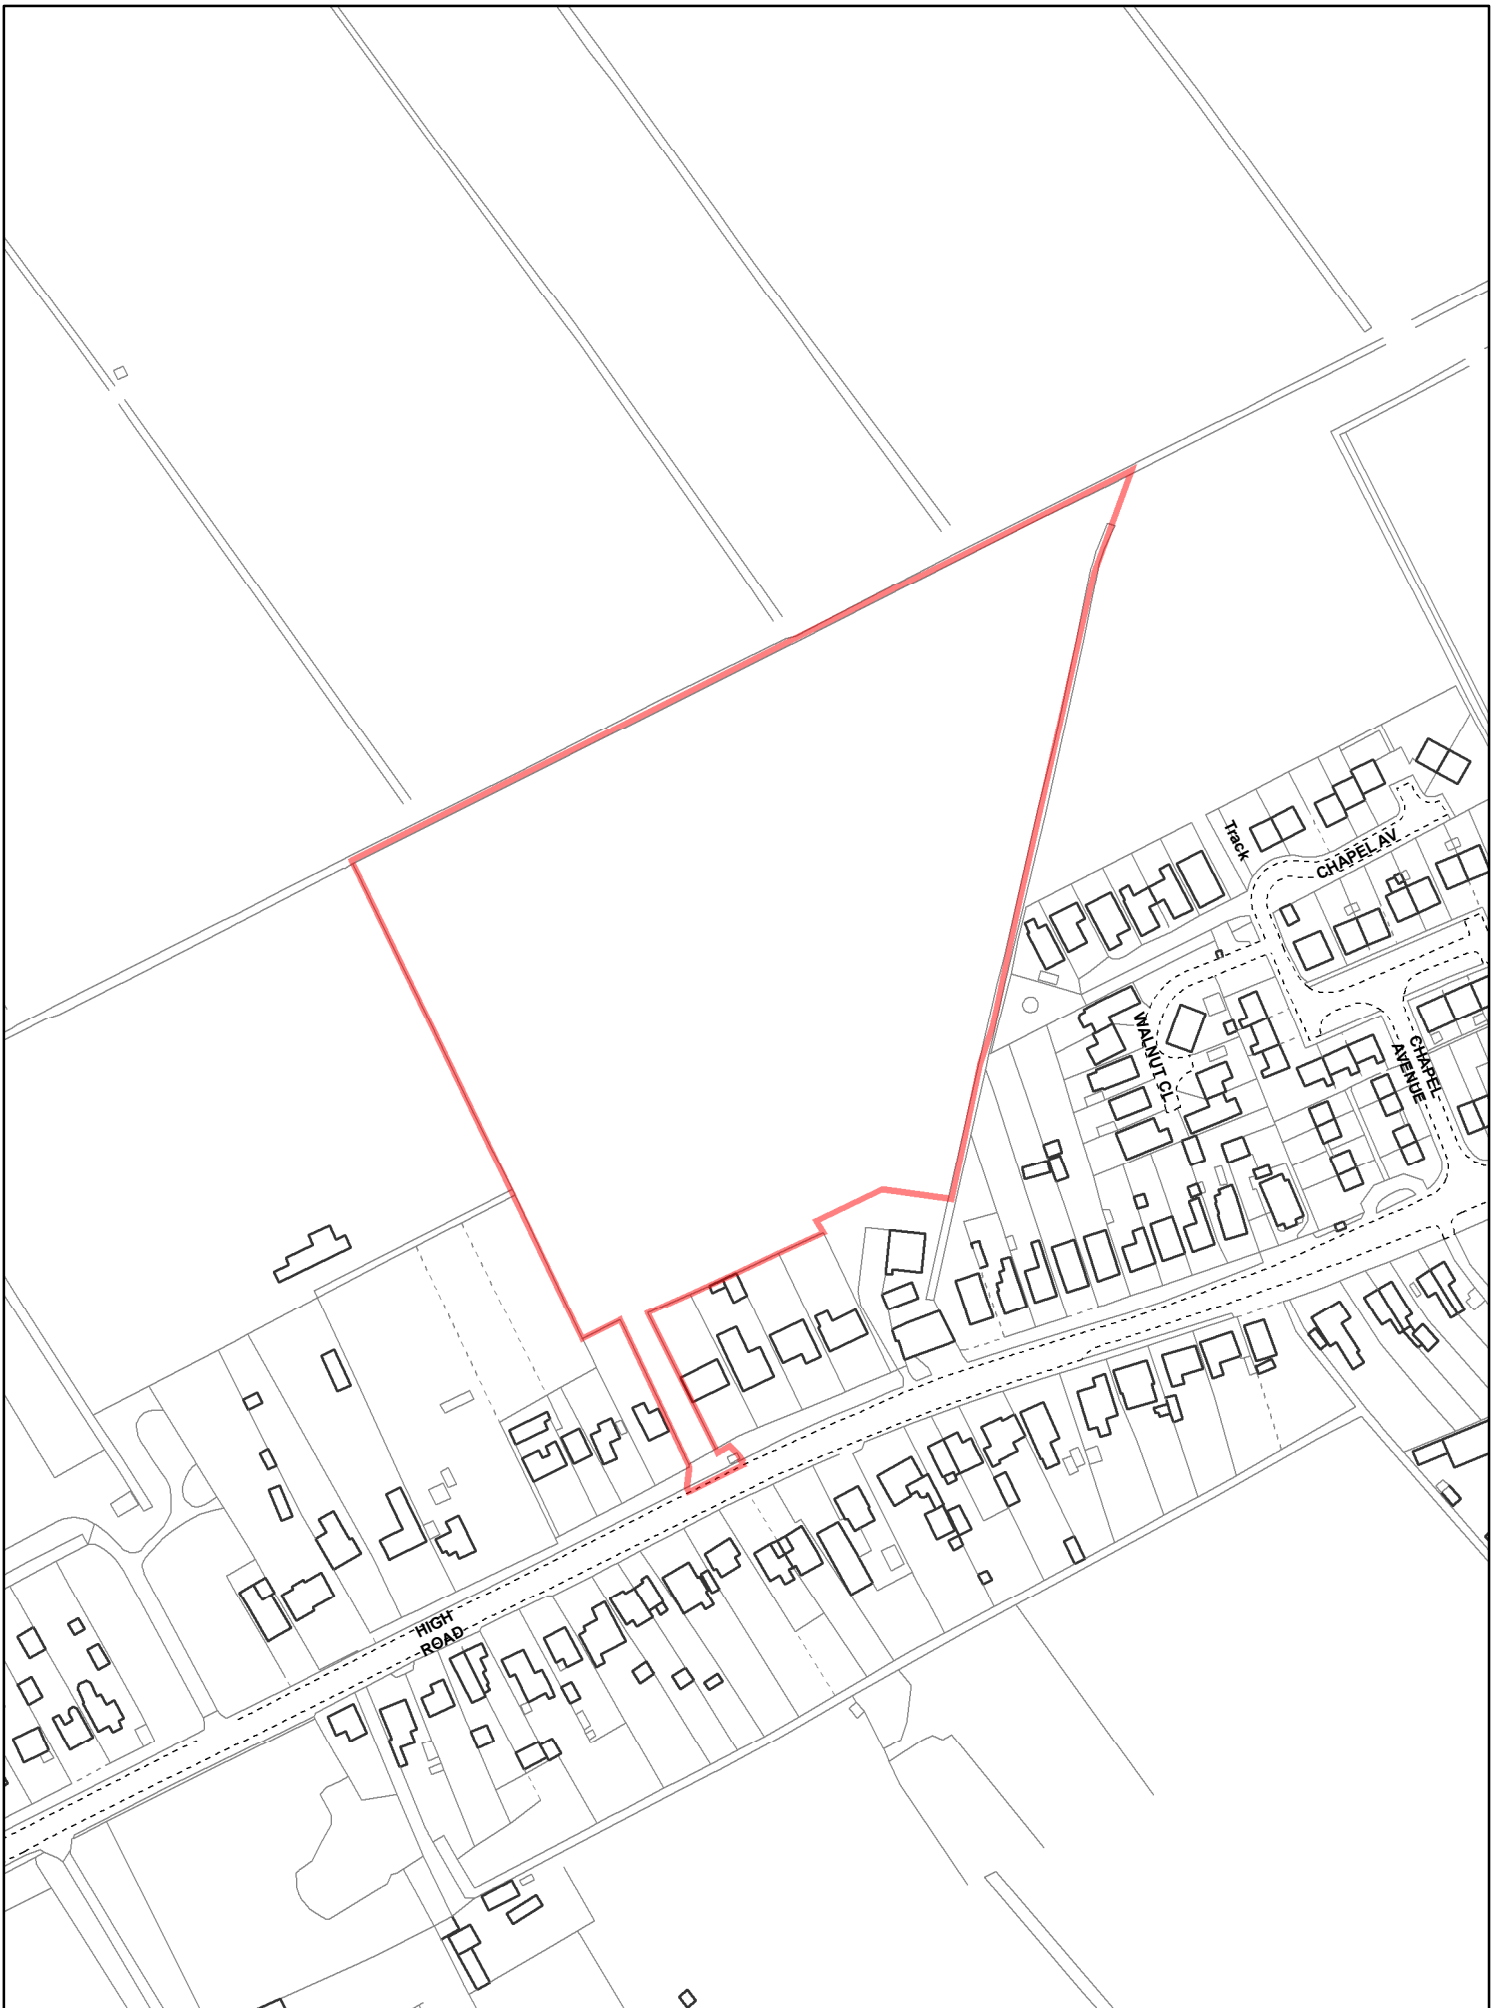 Track
CHAPEL AV
WALNUT CL
CHAPEL
AVENUE
HIGH
ROAD